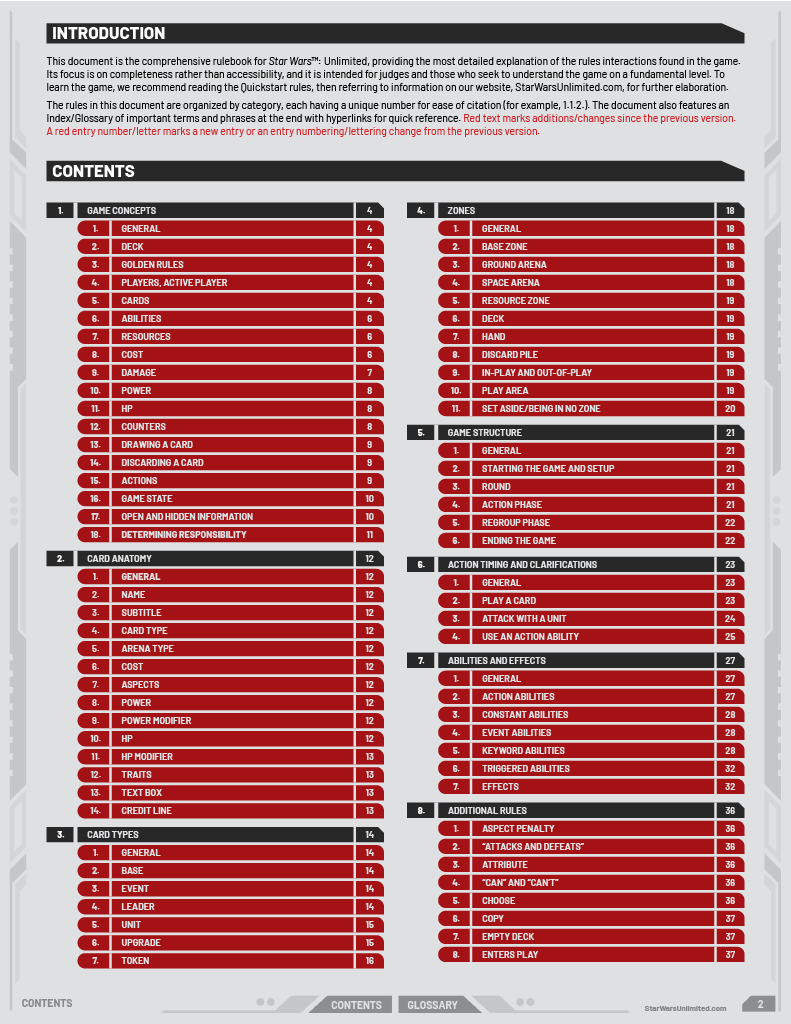 INTRODUCTION
This document is the comprehensive rulebook for Star Wars™: Unlimited, providing the most detailed explanation of the rules interactions found in the game.
Its focus is on completeness rather than accessibility, and it is intended for judges and those who seek to understand the game on a fundamental level. To
learn the game, we recommend reading the Quickstart rules, then referring to information on our website, StarWarsUnlimited.com, for further elaboration.
The rules in this document are organized by category, each having a unique number for ease of citation (for example, 1.1.2.). The document also features an
Index/Glossary of important terms and phrases at the end with hyperlinks for quick reference. Red text marks additions/changes since the previous version.
A red entry number/letter marks a new entry or an entry numbering/lettering change from the previous version.
CONTENTS
1. GAME CONCEPTS 4
1. GENERAL 4
2. DECK 4
3. GOLDEN RULES 4
4. PLAYERS, ACTIVE PLAYER 4
5. CARDS 4
6. ABILITIES 6
7. RESOURCES 6
8. COST 6
9. DAMAGE 7
10. POWER 8
11. HP 8
12. COUNTERS 8
13. DRAWING A CARD 9
14. DISCARDING A CARD 9
15. ACTIONS 9
16. GAME STATE 10
17. OPEN AND HIDDEN INFORMATION 10
18. DETERMINING RESPONSIBILITY 11
2. CARD ANATOMY 12
1. GENERAL 12
2. NAME 12
3. SUBTITLE 12
4. CARD TYPE 12
5. ARENA TYPE 12
6. COST 12
7. ASPECTS 12
8. POWER 12
9. POWER MODIFIER 12
10. HP 12
11. HP MODIFIER 13
12. TRAITS 13
13. TEXT BOX 13
14. CREDIT LINE 13
3. CARD TYPES 14
1. GENERAL 14
2. BASE 14
3. EVENT 14
4. LEADER 14
5. UNIT 15
6. UPGRADE 15
7. TOKEN 16
4. ZONES 18
1. GENERAL 18
2. BASE ZONE 18
3. GROUND ARENA 18
4. SPACE ARENA 18
5. RESOURCE ZONE 19
6. DECK 19
7. HAND 19
8. DISCARD PILE 19
9. IN-PLAY AND OUT-OF-PLAY 19
10. PLAY AREA 19
11. SET ASIDE/BEING IN NO ZONE 20
5. GAME STRUCTURE 21
1. GENERAL 21
2. STARTING THE GAME AND SETUP 21
3. ROUND 21
4. ACTION PHASE 21
5. REGROUP PHASE 22
6. ENDING THE GAME 22
6. ACTION TIMING AND CLARIFICATIONS 23
1. GENERAL 23
2. PLAY A CARD 23
3. ATTACK WITH A UNIT 24
4. USE AN ACTION ABILITY 25
7. ABILITIES AND EFFECTS 27
1. GENERAL 27
2. ACTION ABILITIES 27
3. CONSTANT ABILITIES 28
4. EVENT ABILITIES 28
5. KEYWORD ABILITIES 28
6. TRIGGERED ABILITIES 32
7. EFFECTS 32
8. ADDITIONAL RULES 36
1. ASPECT PENALTY 36
2. "ATTACKS AND DEFEATS" 36
3. ATTRIBUTE 36
4. "CAN" AND "CAN'T" 36
5. CHOOSE 36
6. COPY 37
7. EMPTY DECK 37
8. ENTERS PLAY 37
CONTENTS
CONTENTS
GLOSSARY
StarWarsUnlimited.com
2